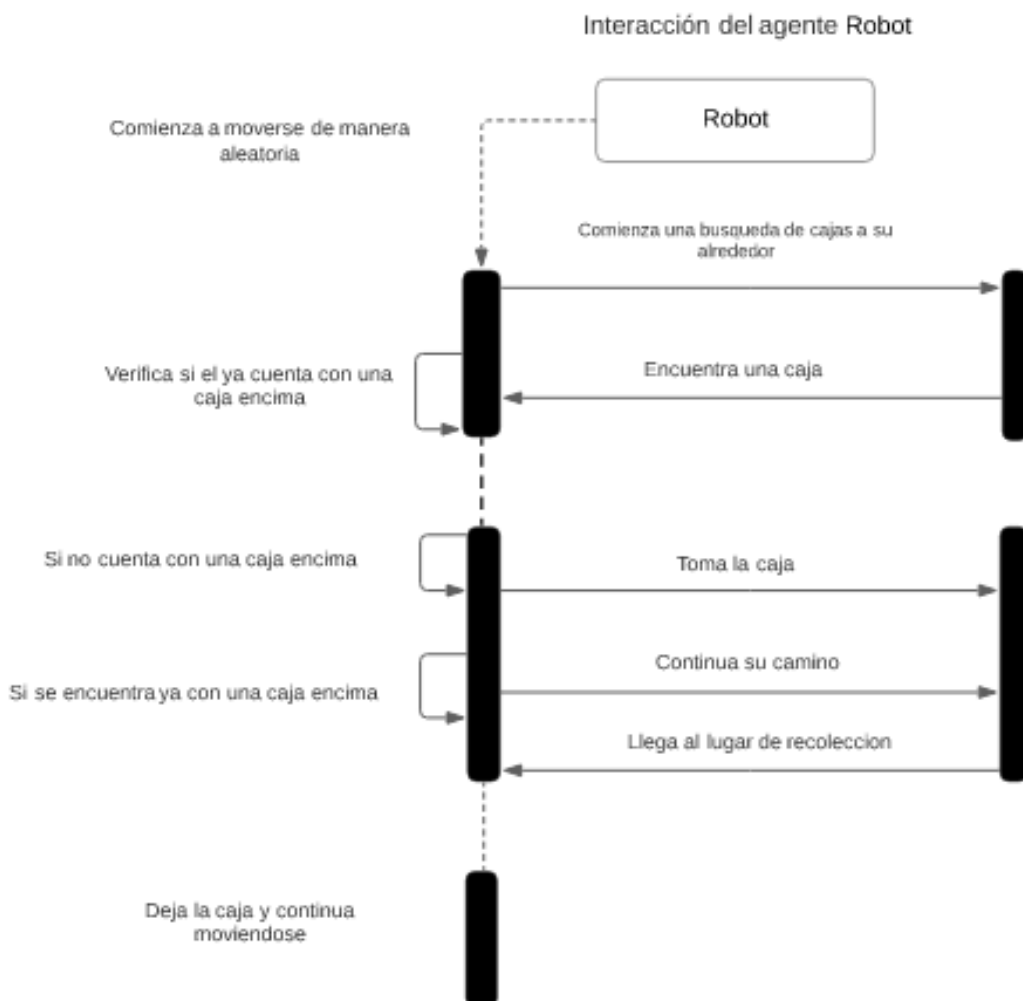 Interacción del agente Robot
Robot
Comienza a moverse de manera
aleatoria
Comienza una busqueda de cajas a su
alrededor
Encuentra una caja
Verifica si el ya cuenta con una
caja encima
Si no cuenta con una caja encima
Toma la caja
Continua su camino
Si se encuentra ya con una caja encima
Llega al lugar de recoleccion
Deja la caja y continua
moviendose